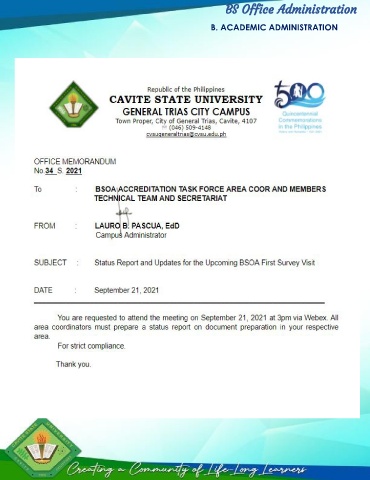 BS Office Administration
B. ACADEMIC ADMINISTRATION
Republic of the Philippines
CAVITE STATE UNIVERSITY
GENERAL TRIAS CITY CAMPUS
Town Proper, City of General Trias, Cavite, 4107
☏ (046) 509-4148
cvsugeneraltrias@cvsu.edu.ph
500
Quincentennial
Commemorations
in the Philippines
OFFICE MEMORANDUM
No.34 S. 2021
To : BSOA ACCREDITATION TASK FORCE AREA COOR AND MEMBERS
TECHNICAL TEAM AND SECRETARIAT
FROM : LAURO B. PASCUA, EdD
Campus Administrator
SUBJECT : Status Report and Updates for the Upcoming BSOA First Survey Visit
DATE : September 21, 2021
You are requested to attend the meeting on September 21, 2021 at 3pm via Webex. All
area coordinators must prepare a status report on document preparation in your respective
area.
For strict compliance.
Thank you.
Creating a Community of Life-Long Learners